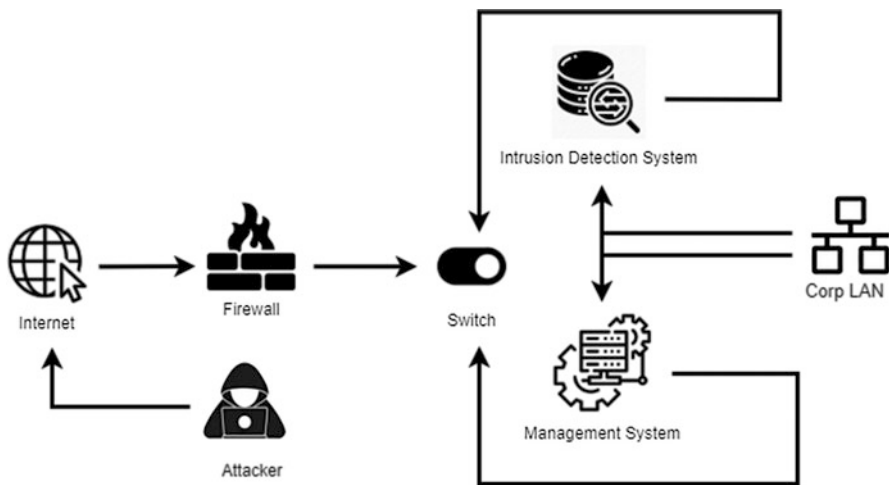 Intrusion Detection System
Internet
Firewall
Switch
Corp LAN
Attacker
Management System